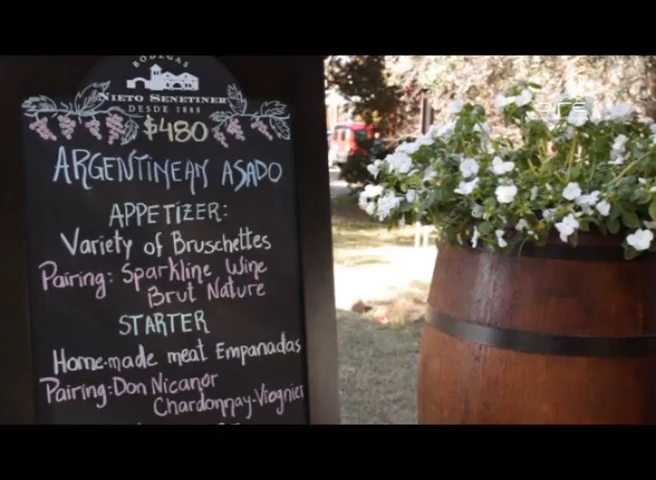 BODEGAS
NIETO SENETINER
DESDE 1888
$480
ARGENTINEAN ASADO
APPETIZER:
Variety of Bruschettes
Pairing: Sparkline Wine
Brut Nature
STARTER
Home-made meat Empanadas
Pairing: Don Nicanor
Chardonnay-Viognier
aire